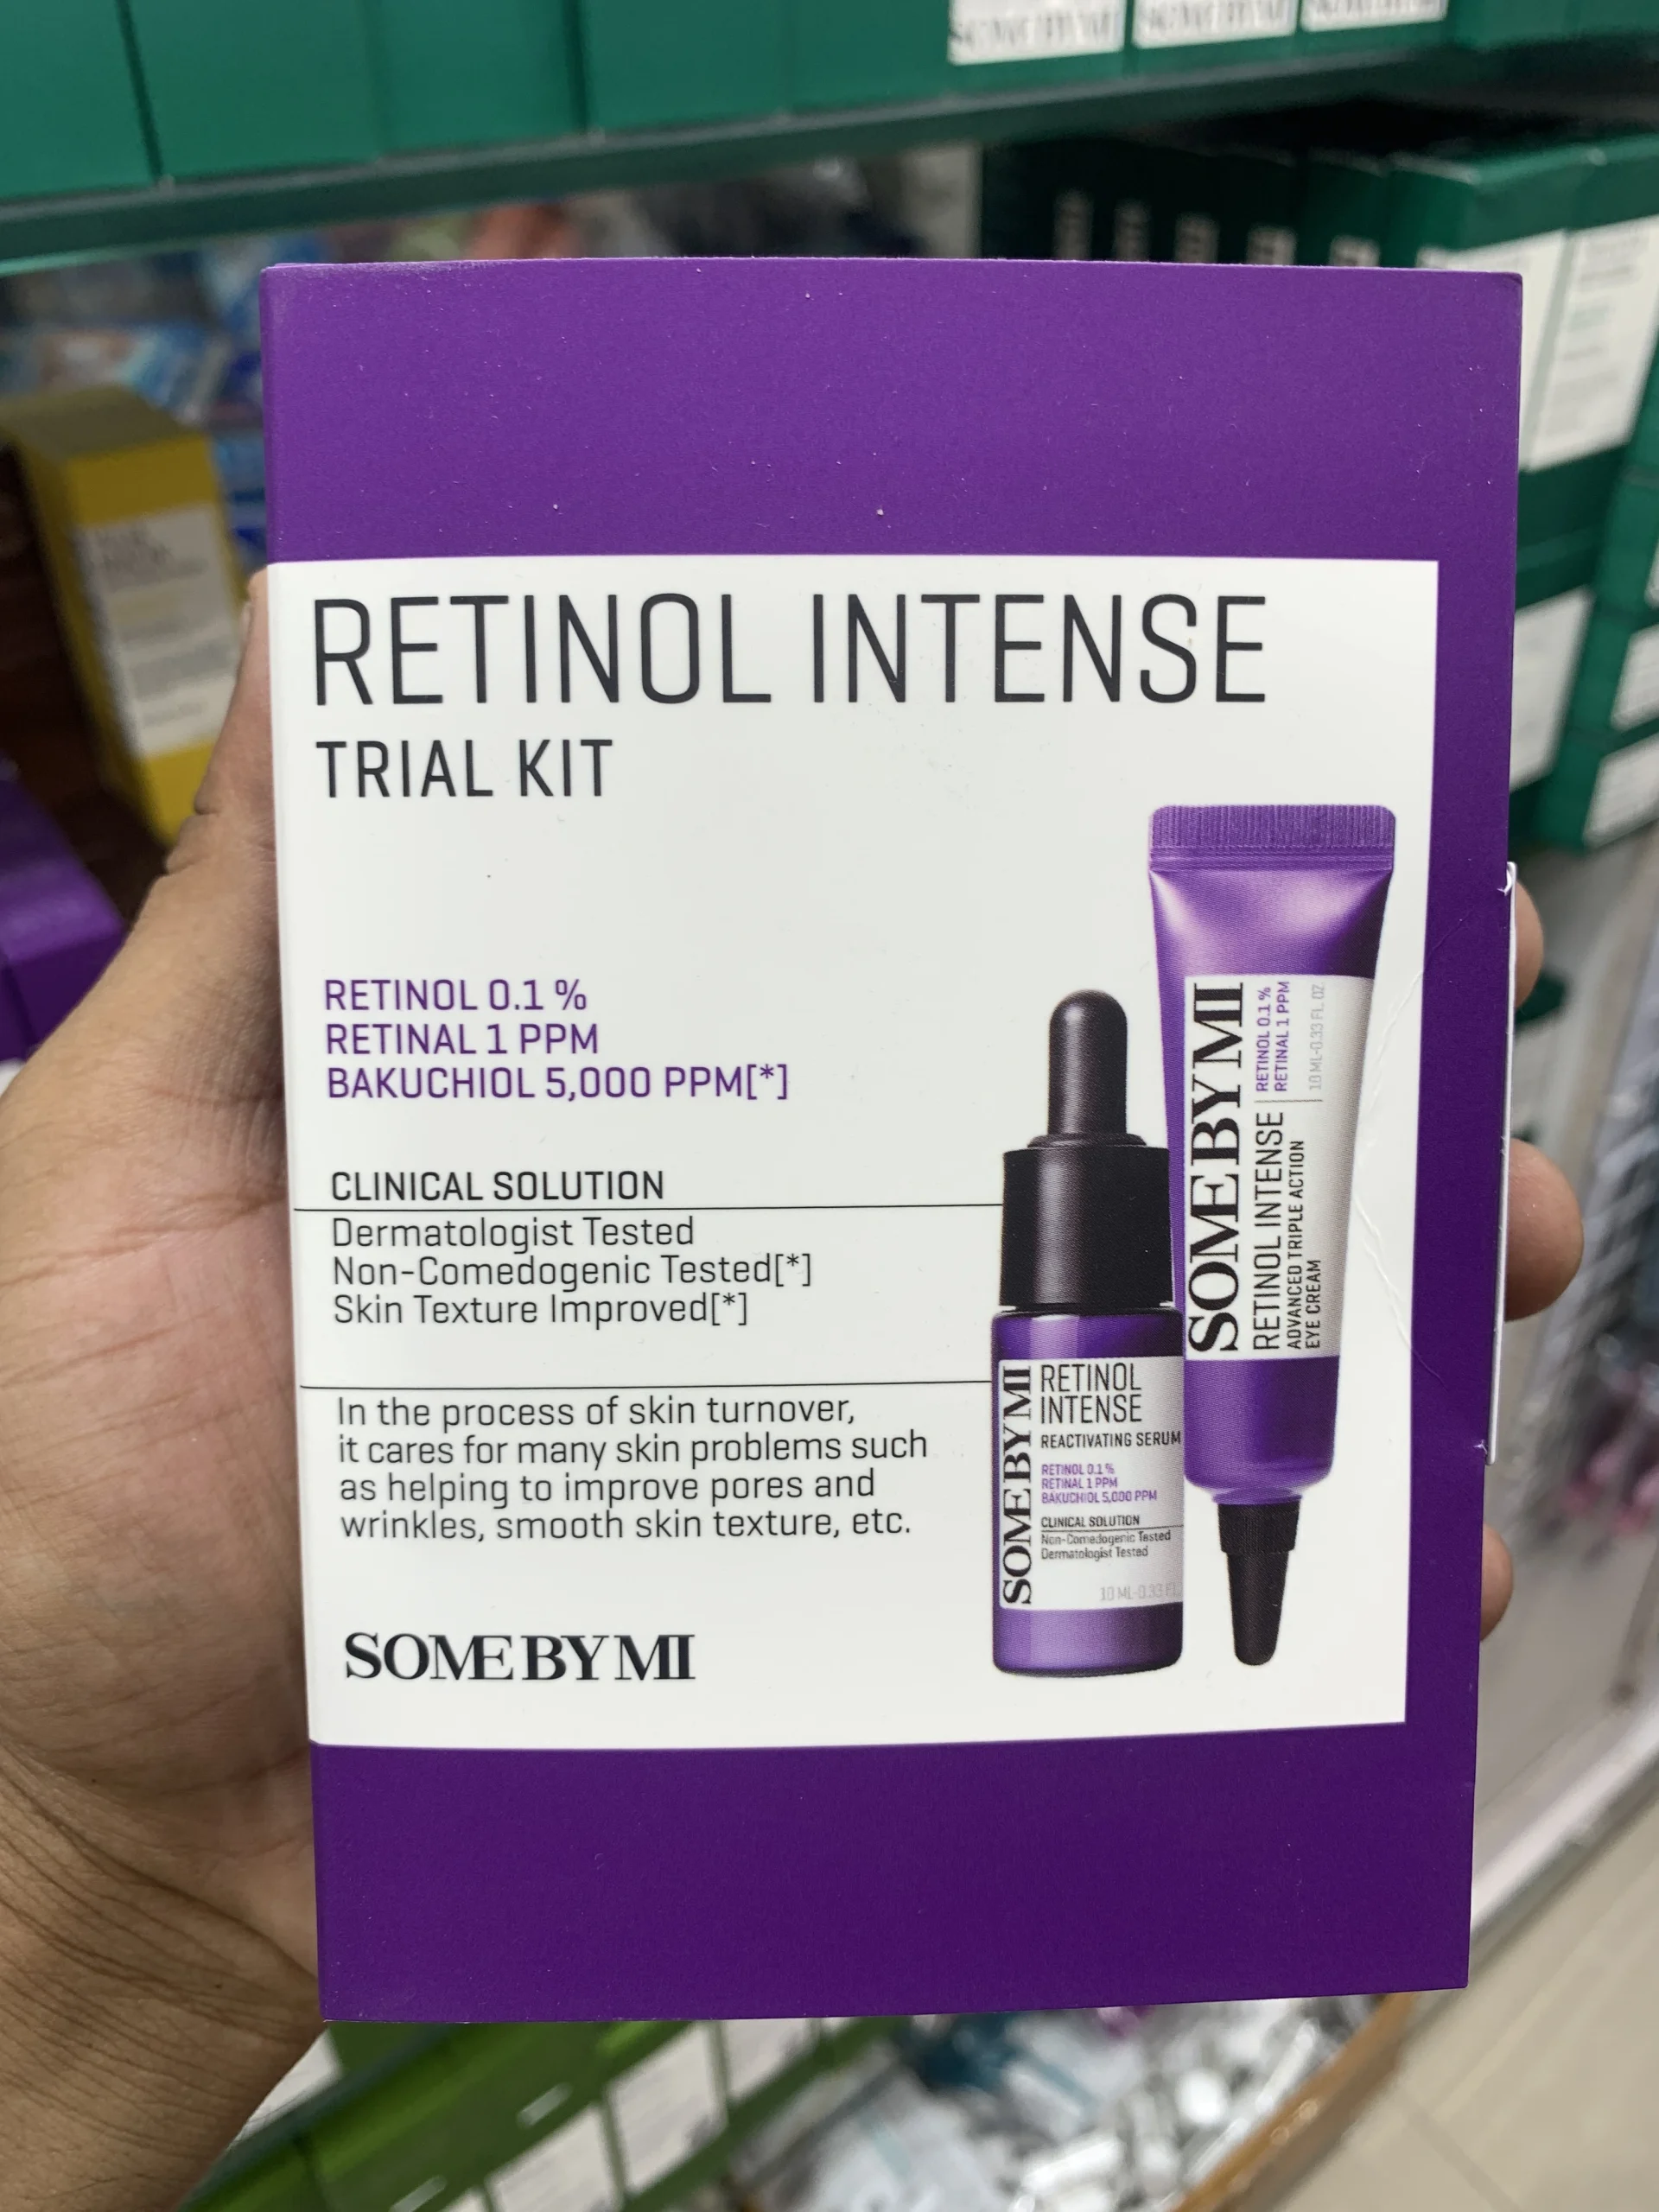 RETINOL INTENSE
TRIAL KIT
RETINOL 0.1 %
RETINAL 1 PPM
BAKUCHIOL 5,000 PPM[*]
CLINICAL SOLUTION
Dermatologist Tested
Non-Comedogenic Tested[*]
Skin Texture Improved[*]
In the process of skin turnover,
it cares for many skin problems such
as helping to improve pores and
wrinkles, smooth skin texture, etc.
SOME BY MI
SOME BY MI
RETINOL
INTENSE
REACTIVATING SERUM
RETINOL 0.1 %
RETINAL 1 PPM
BAKUCHIOL 5,000 PPM
CLINICAL SOLUTION
Non-Comedogenic Tested
Dermatologist Tested
10 ML-0.33 FL
SOME BY MI
RETINOL INTENSE
ADVANCED TRIPLE ACTION
EYE CREAM
RETINOL 0.1 %
RETINAL 1 PPM
10 ML-0.33 FL. OZ.